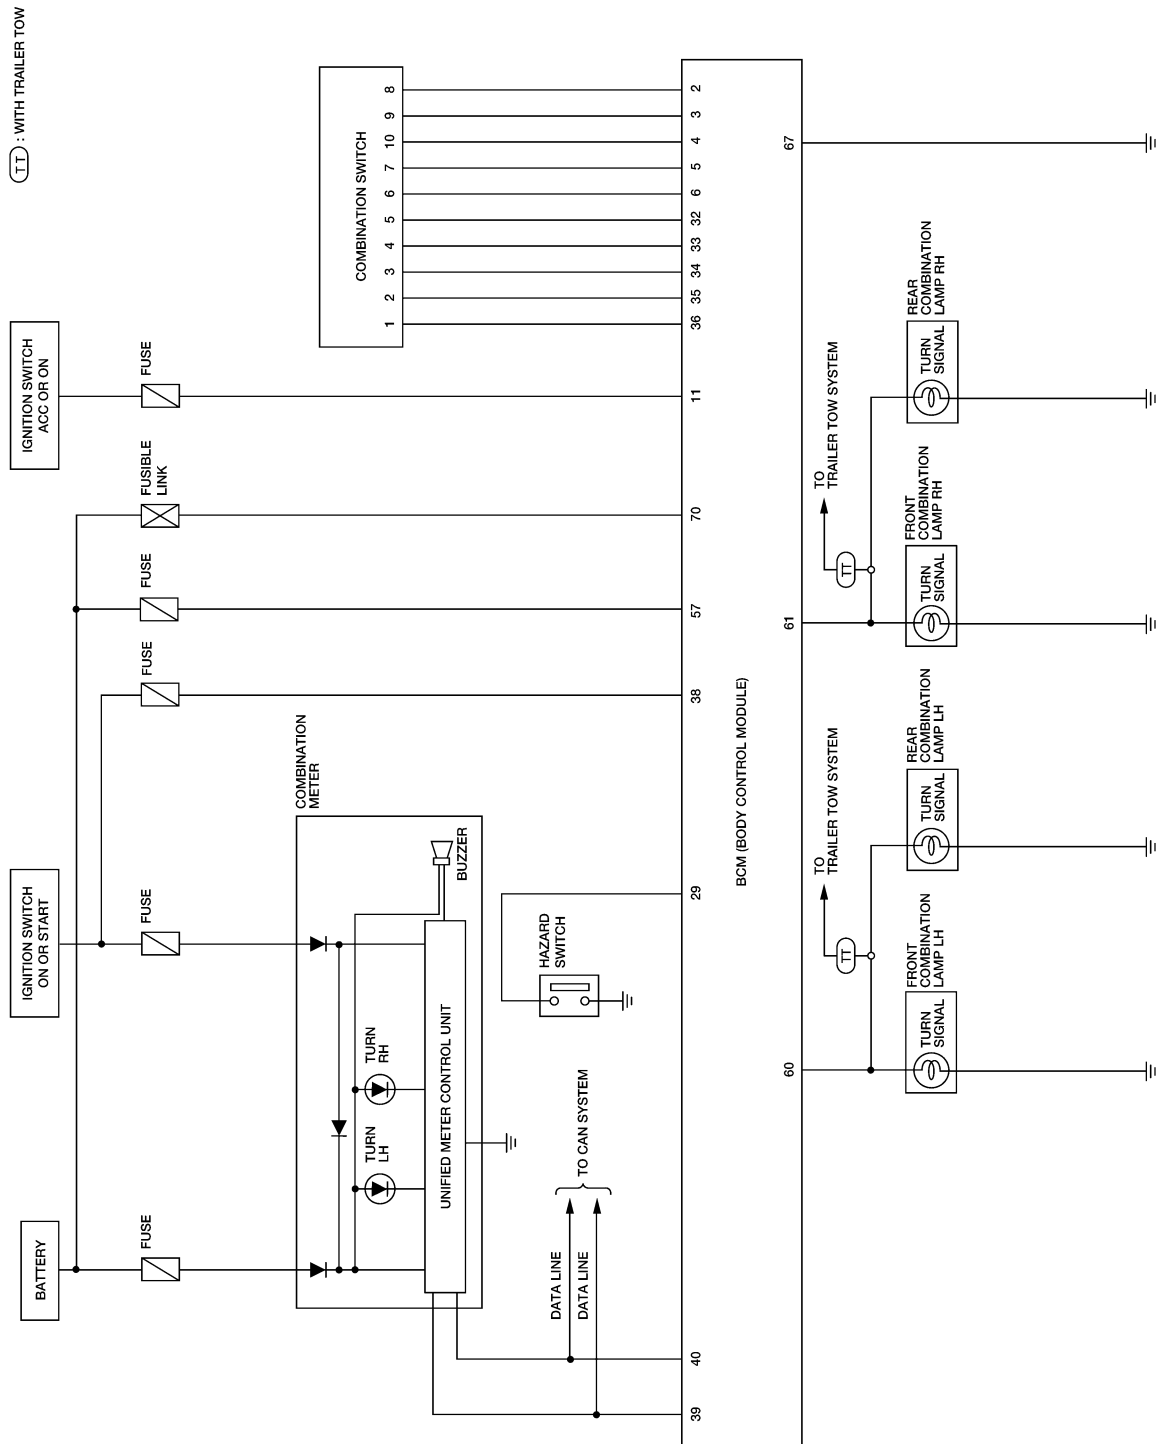 IGNITION SWITCH
ACC OR ON
IGNITION SWITCH
ON OR START
BATTERY
TT : WITH TRAILER TOW
FUSE
FUSIBLE
LINK
FUSE
FUSE
FUSE
FUSE
COMBINATION SWITCH
1 2 3 4 5 6 7 10 9 8
COMBINATION
METER
BUZZER
TURN
RH
TURN
LH
UNIFIED METER CONTROL UNIT
HAZARD
SWITCH
TO CAN SYSTEM
DATA LINE
DATA LINE
39 40 29 38 57 70 11 36 35 34 33 32 6 5 4 3 2
BCM (BODY CONTROL MODULE)
60 61 67
TO
TRAILER TOW SYSTEM
TT
TO
TRAILER TOW SYSTEM
TT
FRONT
COMBINATION
LAMP LH
TURN
SIGNAL
REAR
COMBINATION
LAMP LH
TURN
SIGNAL
FRONT
COMBINATION
LAMP RH
TURN
SIGNAL
REAR
COMBINATION
LAMP RH
TURN
SIGNAL